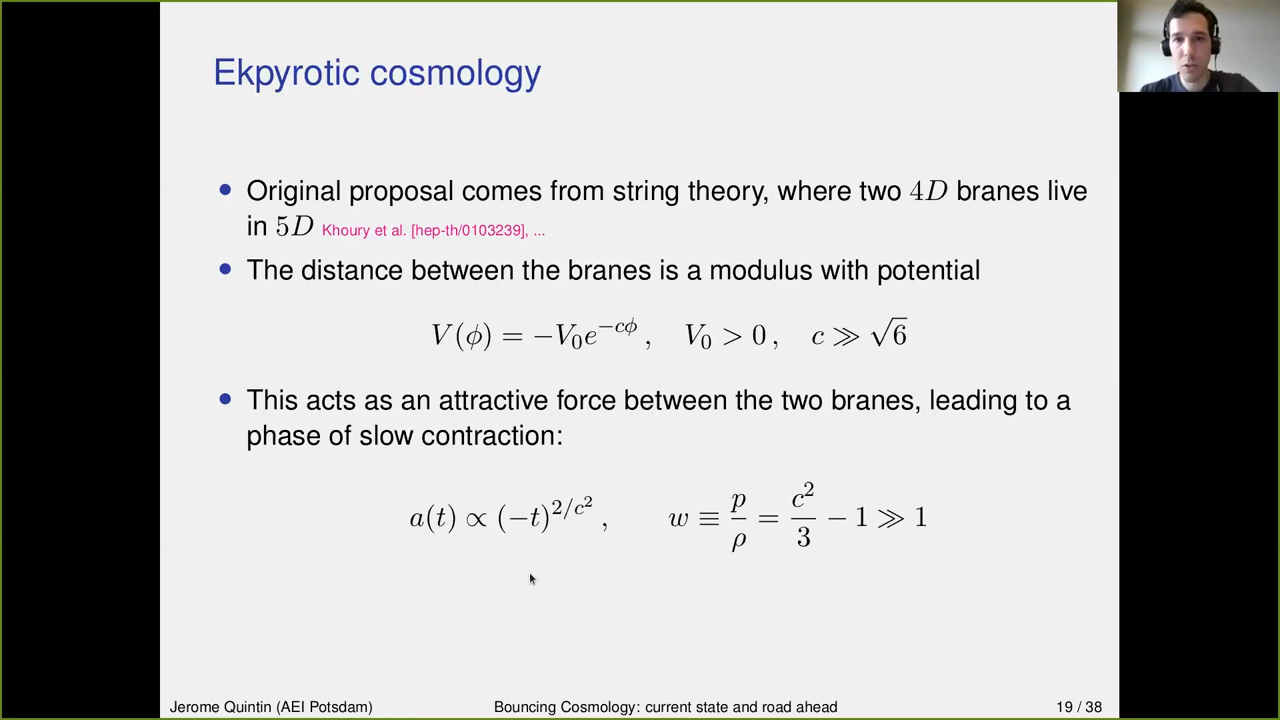 Ekpyrotic cosmology
• Original proposal comes from string theory, where two 4D branes live
in 5D Khoury et al. [hep-th/0103239], ...
• The distance between the branes is a modulus with potential
V(ϕ) = −V₀e^{−cϕ} ,   V₀ > 0 ,   c ≫ √6
• This acts as an attractive force between the two branes, leading to a
phase of slow contraction:
a(t) ∝ (−t)^{2/c²} ,   w ≡ p/ρ = c²/3 − 1 ≫ 1
Jerome Quintin (AEI Potsdam)   Bouncing Cosmology: current state and road ahead   19 / 38